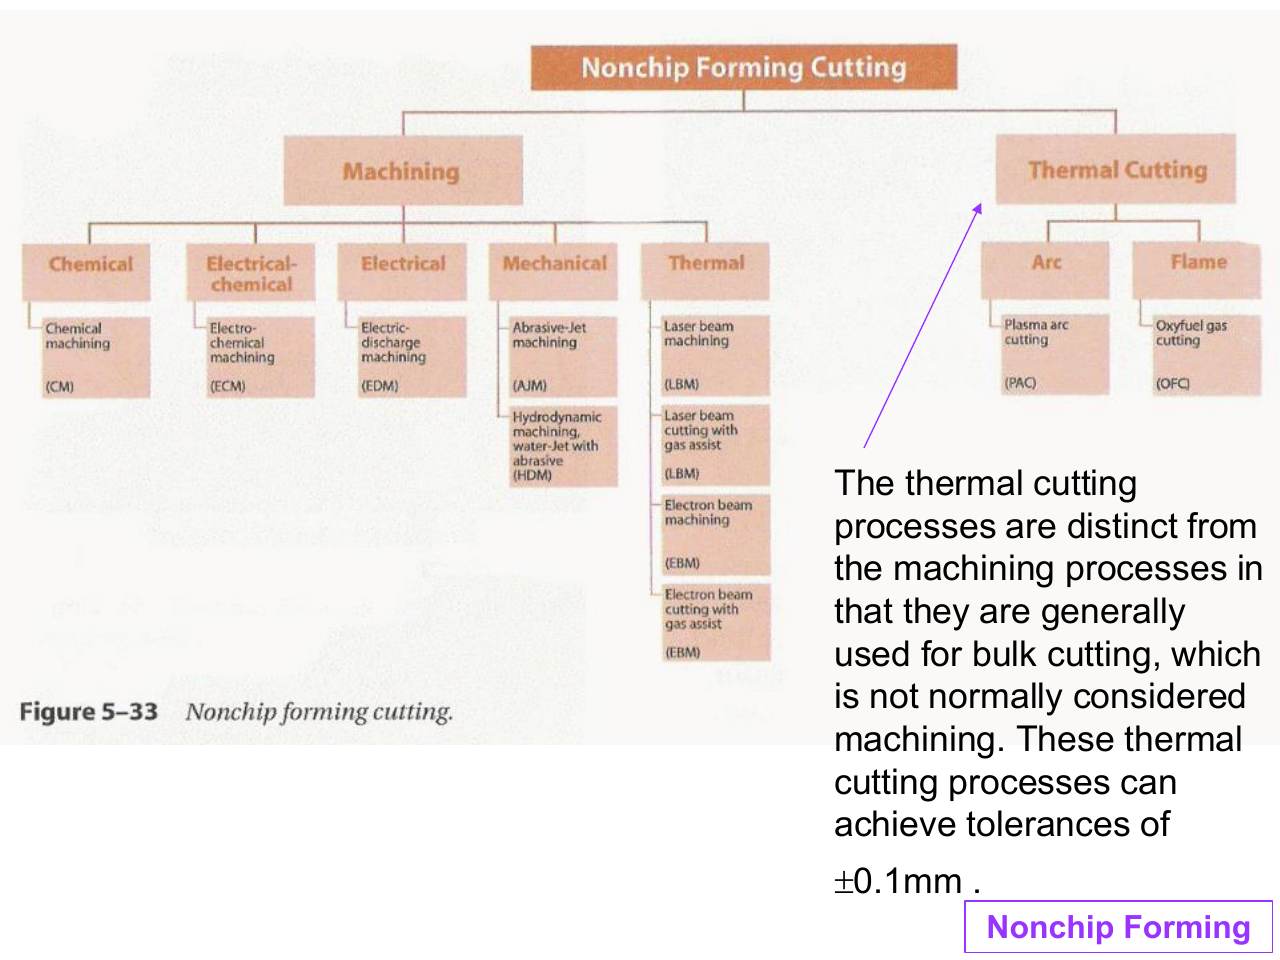 Nonchip Forming Cutting
Machining
Thermal Cutting
Chemical
Electrical-
chemical
Electrical
Mechanical
Thermal
Arc
Flame
Chemical
machining
(CM)
Electro-
chemical
machining
(ECM)
Electric-
discharge
machining
(EDM)
Abrasive-Jet
machining
(AJM)
Hydrodynamic
machining,
water-Jet with
abrasive
(HDM)
Laser beam
machining
(LBM)
Laser beam
cutting with
gas assist
(LBM)
Electron beam
machining
(EBM)
Electron beam
cutting with
gas assist
(EBM)
Plasma arc
cutting
(PAC)
Oxyfuel gas
cutting
(OFC)
Figure 5–33 Nonchip forming cutting.
The thermal cutting
processes are distinct from
the machining processes in
that they are generally
used for bulk cutting, which
is not normally considered
machining. These thermal
cutting processes can
achieve tolerances of
±0.1mm .
Nonchip Forming